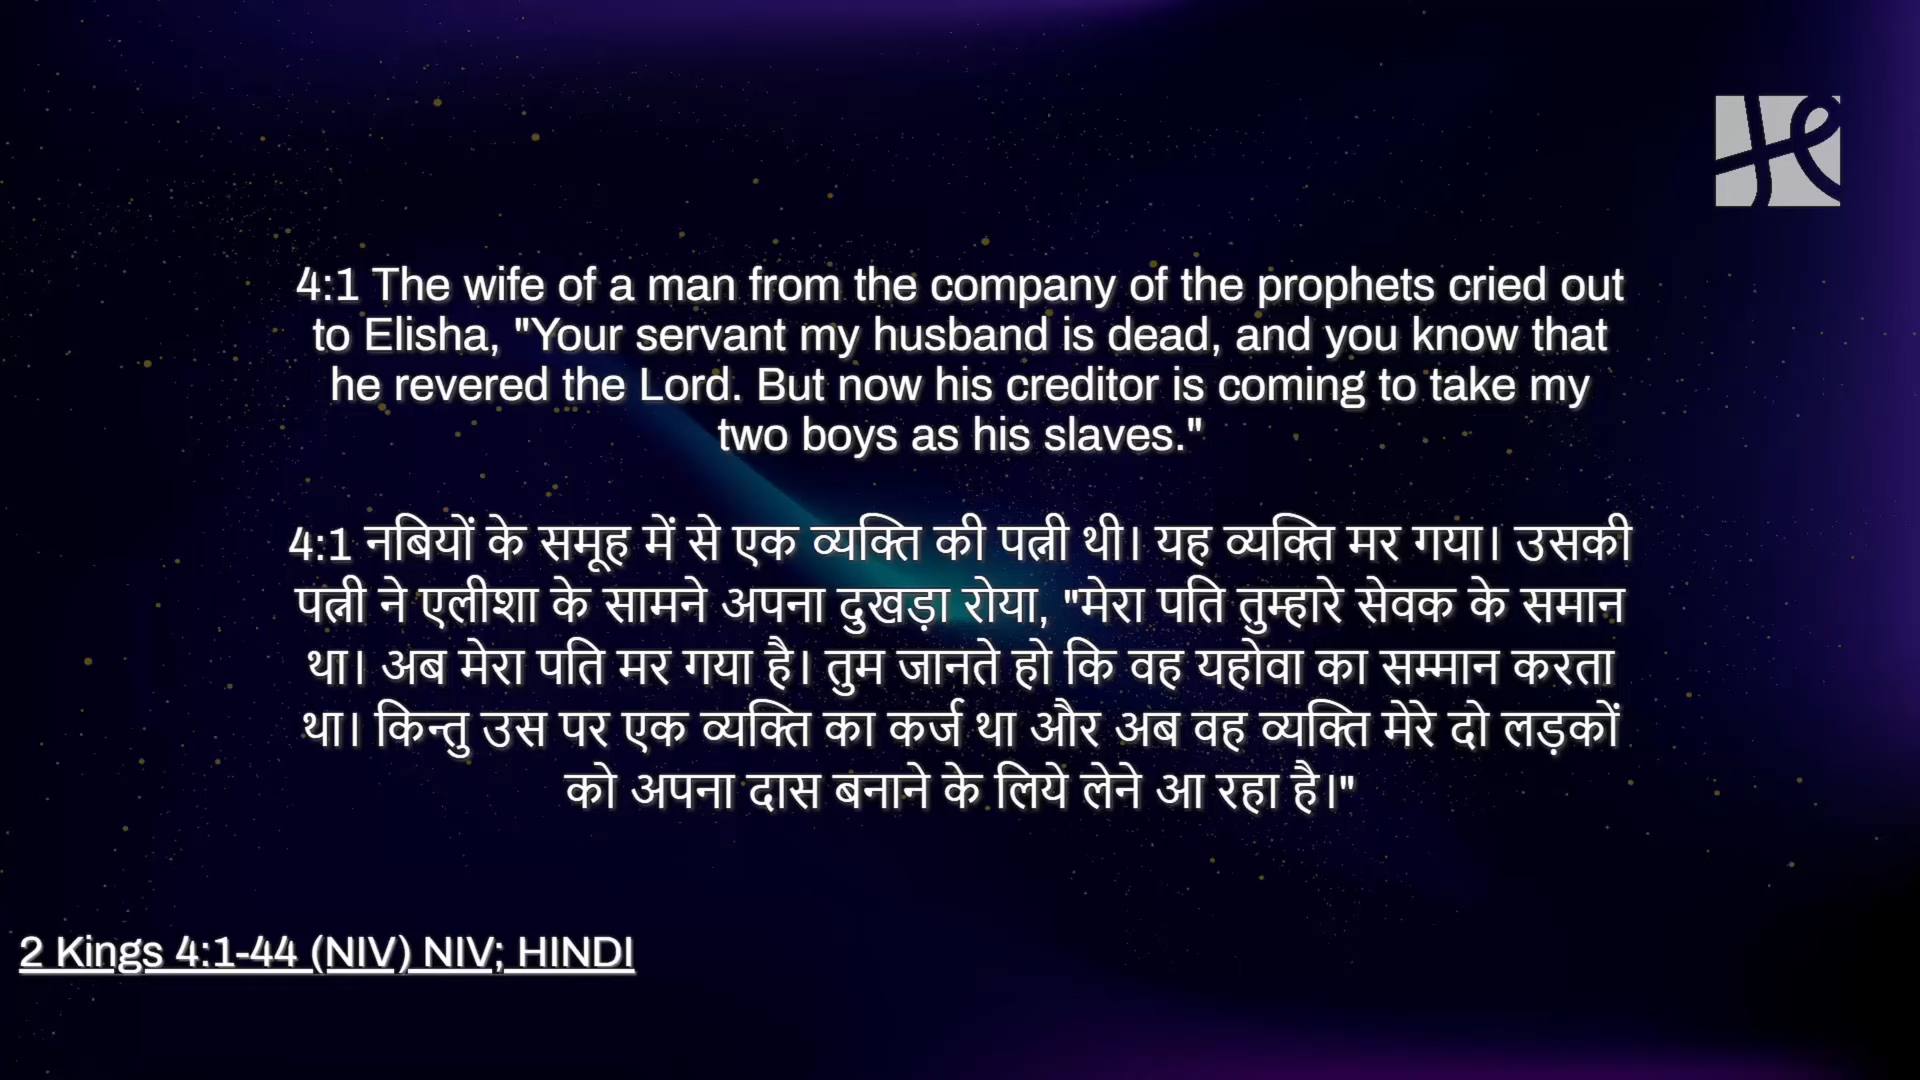 4:1 The wife of a man from the company of the prophets cried out
to Elisha, "Your servant my husband is dead, and you know that
he revered the Lord. But now his creditor is coming to take my
two boys as his slaves."
4:1 नबियों के समूह में से एक व्यक्ति की पत्नी थी। यह व्यक्ति मर गया। उसकी
पत्नी ने एलीशा के सामने अपना दुखड़ा रोया, "मेरा पति तुम्हारे सेवक के समान
था। अब मेरा पति मर गया है। तुम जानते हो कि वह यहोवा का सम्मान करता
था। किन्तु उस पर एक व्यक्ति का कर्ज था और अब वह व्यक्ति मेरे दो लड़कों
को अपना दास बनाने के लिये लेने आ रहा है।"
2 Kings 4:1-44 (NIV) NIV; HINDI